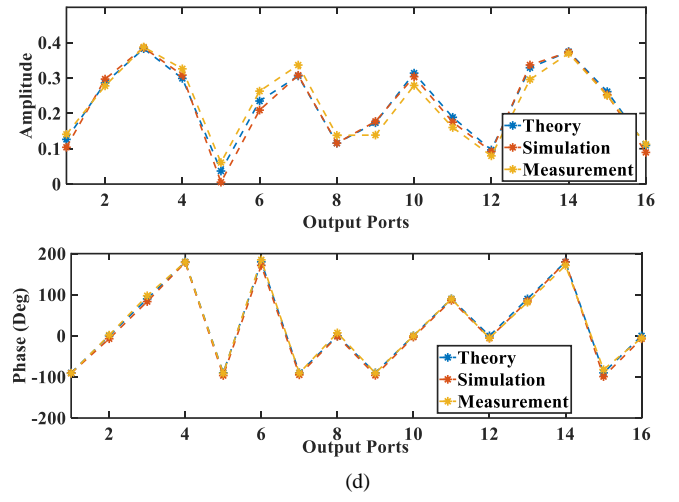 0.4
0.3
0.2
0.1
0
Amplitude
2 4 6 8 10 12 14 16
Output Ports
Theory
Simulation
Measurement
200
100
0
-100
-200
Phase (Deg)
2 4 6 8 10 12 14 16
Output Ports
Theory
Simulation
Measurement
(d)